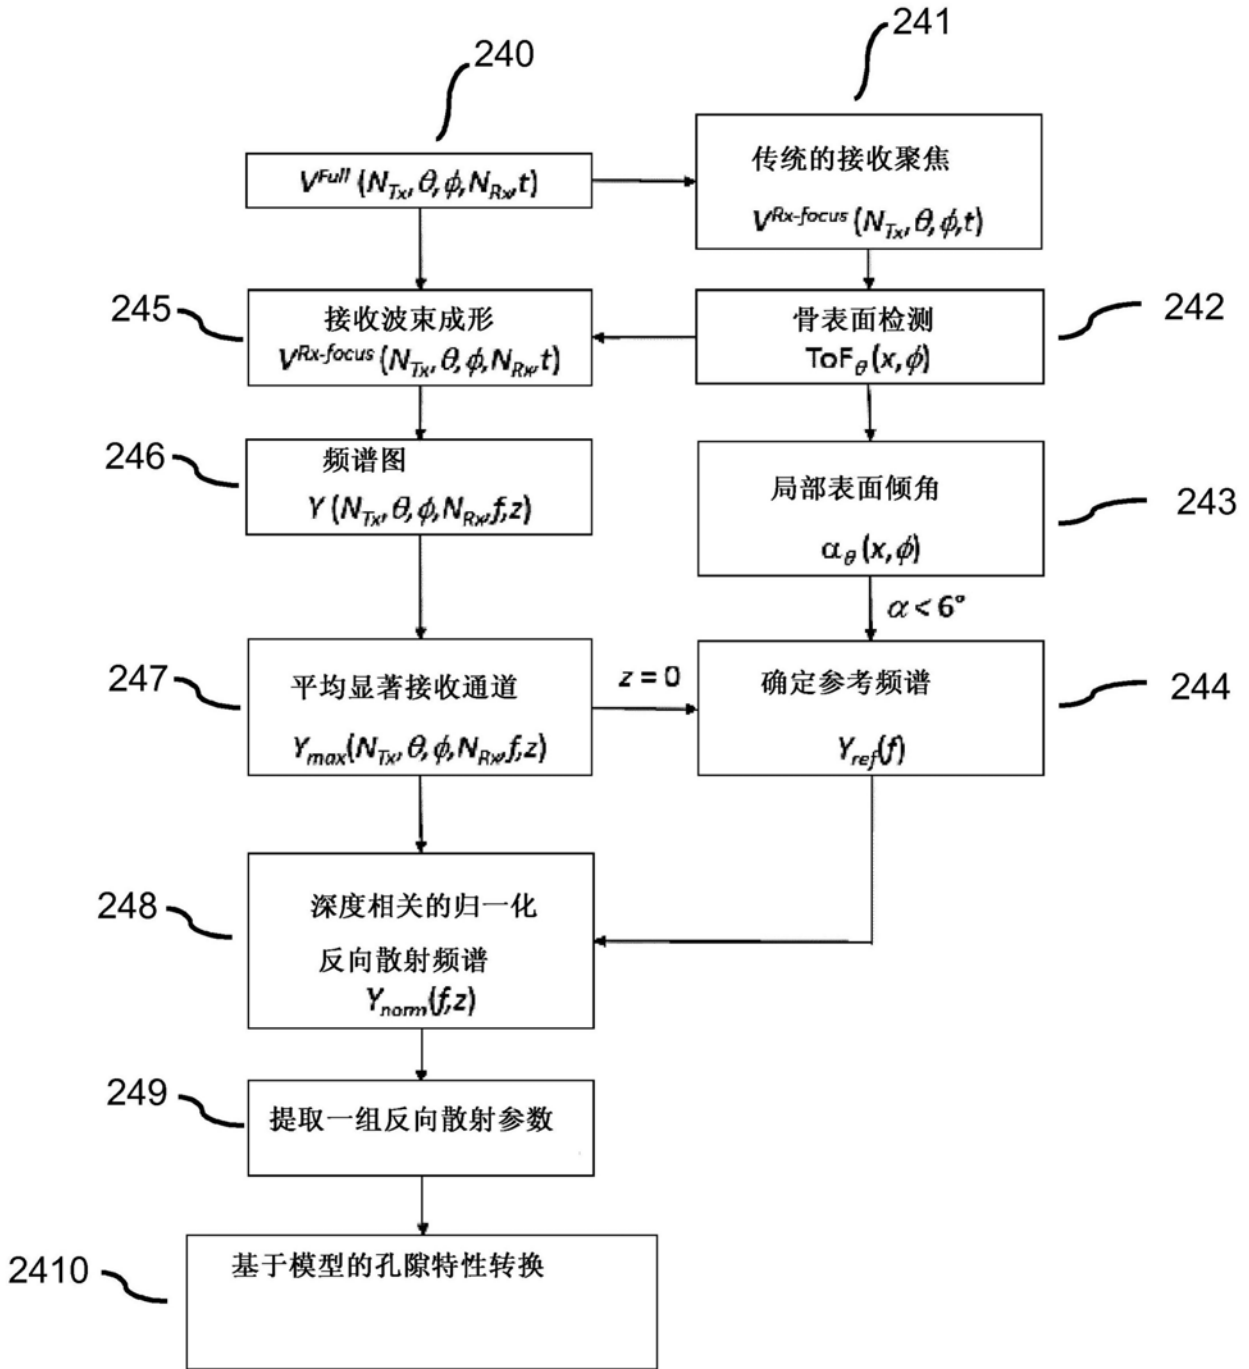 240
241
V^Full (N_Tx, θ, ϕ, N_Rx, t)
传统的接收聚焦
V^Rx-focus (N_Tx, θ, ϕ, t)
245
接收波束成形
V^Rx-focus (N_Tx, θ, ϕ, N_Rx, t)
骨表面检测
ToF_θ (x, ϕ)
242
246
频谱图
Y (N_Tx, θ, ϕ, N_Rx, f, z)
局部表面倾角
α_θ (x, ϕ)
243
α < 6°
247
平均显著接收通道
Y_max (N_Tx, θ, ϕ, N_Rx, f, z)
z = 0
确定参考频谱
Y_ref (f)
244
248
深度相关的归一化
反向散射频谱
Y_norm (f, z)
249
提取一组反向散射参数
2410
基于模型的孔隙特性转换